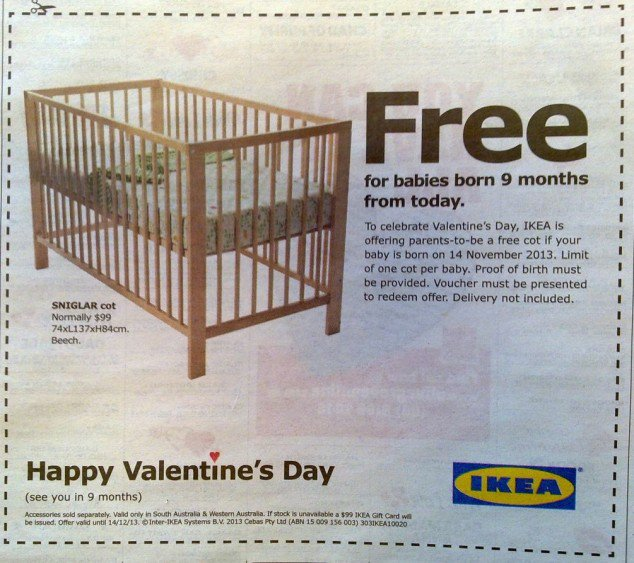 Free
for babies born 9 months
from today.
To celebrate Valentine's Day, IKEA is
offering parents-to-be a free cot if your
baby is born on 14 November 2013. Limit
of one cot per baby. Proof of birth must
be provided. Voucher must be presented
to redeem offer. Delivery not included.
SNIGLAR cot
Normally $99
74xL137xH84cm.
Beech.
Happy Valentine's Day
(see you in 9 months)
IKEA
®
Accessories sold separately. Valid only in South Australia & Western Australia. If stock is unavailable a $99 IKEA Gift Card will
be issued. Offer valid until 14/12/13. ©Inter-IKEA Systems B.V. 2013 Cebas Pty Ltd (ABN 15 009 156 003) 303IKEA10020